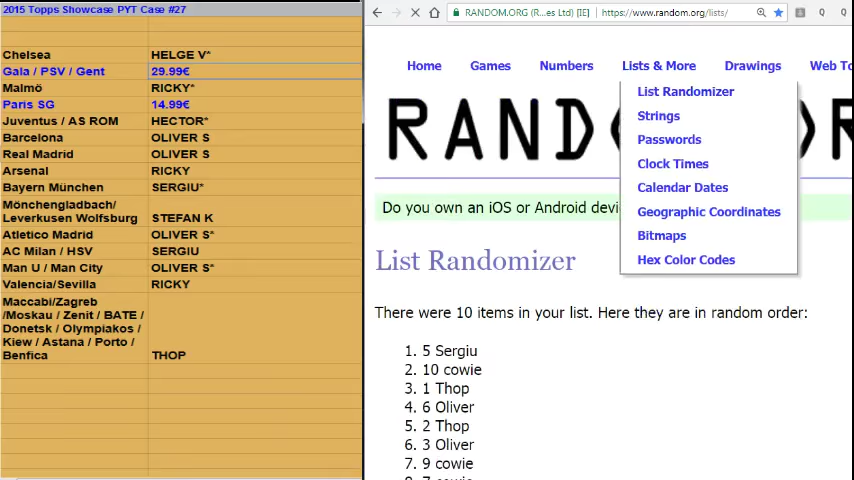 2015 Topps Showcase PYT Case #27
Chelsea HELGE V*
Gala / PSV / Gent 29.99€
Malmö RICKY*
Paris SG 14.99€
Juventus / AS ROM HECTOR*
Barcelona OLIVER S
Real Madrid OLIVER S
Arsenal RICKY
Bayern München SERGIU*
Mönchengladbach/
Leverkusen Wolfsburg STEFAN K
Atletico Madrid OLIVER S*
AC Milan / HSV SERGIU
Man U / Man City OLIVER S*
Valencia/Sevilla RICKY
Maccabi/Zagreb
/Moskau / Zenit / BATE /
Donetsk / Olympiakos /
Kiew / Astana / Porto /
Benfica THOP
RANDOM.ORG (R...es Ltd) [IE] https://www.random.org/lists/
Home Games Numbers Lists & More Drawings Web To
List Randomizer
Strings
Passwords
Clock Times
Calendar Dates
Geographic Coordinates
Bitmaps
Hex Color Codes
RAND
Do you own an iOS or Android devi
List Randomizer
There were 10 items in your list. Here they are in random order:
1. 5 Sergiu
2. 10 cowie
3. 1 Thop
4. 6 Oliver
5. 2 Thop
6. 3 Oliver
7. 9 cowie